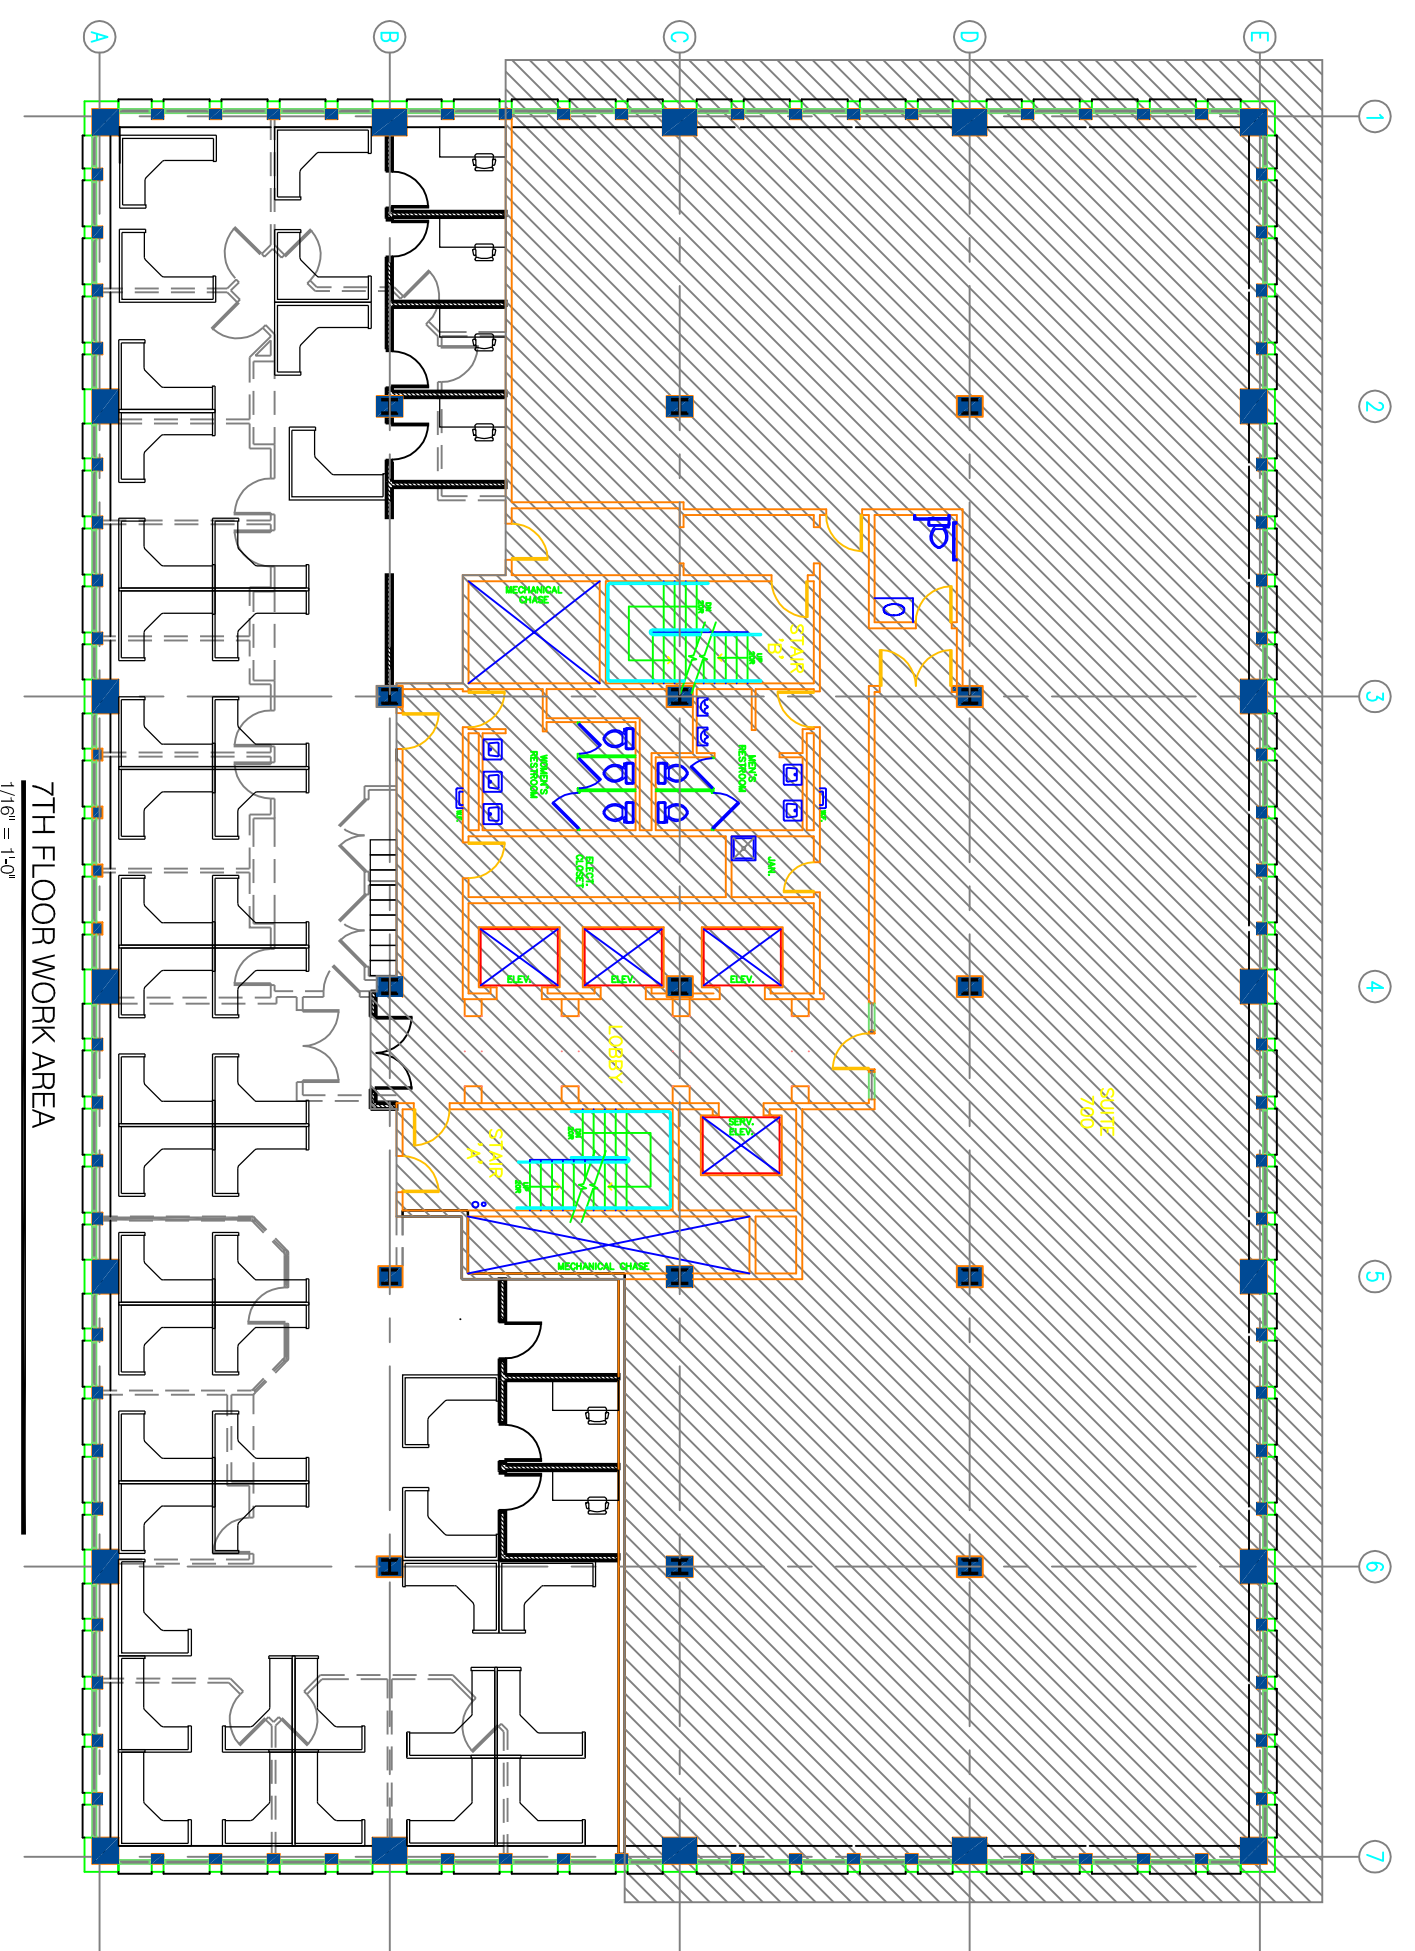 A
B
C
D
E
1
2
3
4
5
6
7
MECHANICAL
CHASE
STAIR
'B'
WOMEN'S
RESTROOM
MEN'S
RESTROOM
ELECT.
CLOSET
JAN.
ELEV.
ELEV.
ELEV.
LOBBY
SUITE
700
SERV.
ELEV.
STAIR
'A'
MECHANICAL CHASE
7TH FLOOR WORK AREA
1/16" = 1'-0"